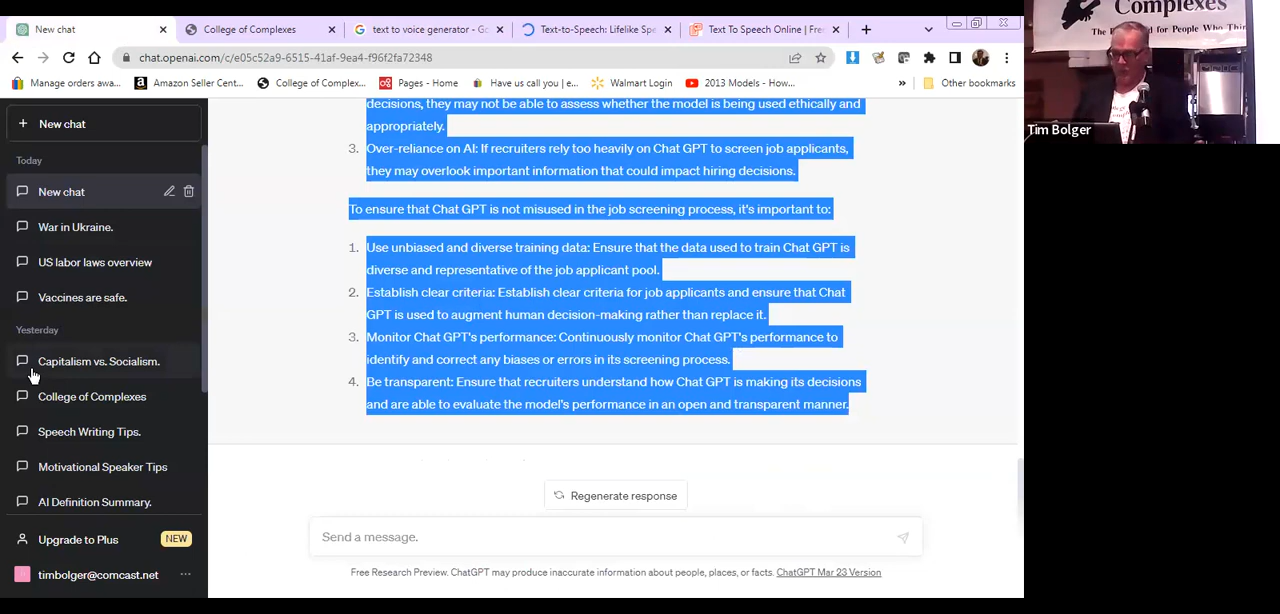 New chat
College of Complexes
text to voice generator - Go
Text-to-Speech: Lifelike Spe
Text To Speech Online | Free
chat.openai.com/c/e05c52a9-6515-41af-9ea4-f96f2fa72348
Manage orders awa...
Amazon Seller Cent...
College of Complex...
Pages - Home
Have us call you | e...
Walmart Login
2013 Models - How...
Other bookmarks
Complexes
for People Who Thin
Tim Bolger
New chat
Today
New chat
War in Ukraine.
US labor laws overview
Vaccines are safe.
Yesterday
Capitalism vs. Socialism.
College of Complexes
Speech Writing Tips.
Motivational Speaker Tips
AI Definition Summary.
Upgrade to Plus
NEW
timbolger@comcast.net
decisions, they may not be able to assess whether the model is being used ethically and
appropriately.
3. Over-reliance on AI: If recruiters rely too heavily on Chat GPT to screen job applicants,
they may overlook important information that could impact hiring decisions.
To ensure that Chat GPT is not misused in the job screening process, it's important to:
1. Use unbiased and diverse training data: Ensure that the data used to train Chat GPT is
diverse and representative of the job applicant pool.
2. Establish clear criteria: Establish clear criteria for job applicants and ensure that Chat
GPT is used to augment human decision-making rather than replace it.
3. Monitor Chat GPT's performance: Continuously monitor Chat GPT's performance to
identify and correct any biases or errors in its screening process.
4. Be transparent: Ensure that recruiters understand how Chat GPT is making its decisions
and are able to evaluate the model's performance in an open and transparent manner.
Regenerate response
Send a message.
Free Research Preview. ChatGPT may produce inaccurate information about people, places, or facts. ChatGPT Mar 23 Version